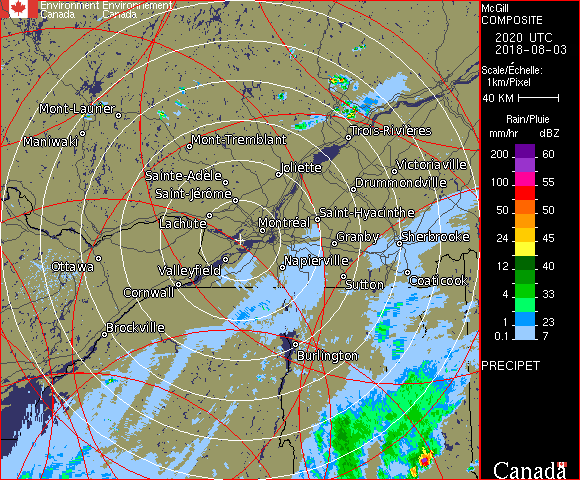 Environment Environnement
Canada Canada
McGill
COMPOSITE
2020 UTC
2018-08-03
Scale/Échelle:
1km/Pixel
40 KM
Rain/Pluie
mm/hr dBZ
200 60
55
100 55
50 50
24 45
12 40
4 33
1 23
0.1 7
PRECIPET
Canada
Mont-Laurier
Maniwaki
Mont-Tremblant
Trois-Rivières
Sainte-Adèle
Joliette
Victoriaville
Saint-Jérôme
Drummondville
Lachute
Saint-Hyacinthe
Montréal
Granby
Sherbrooke
Ottawa
Valleyfield
Napierville
Cornwall
Sutton
Coaticook
Brockville
Burlington